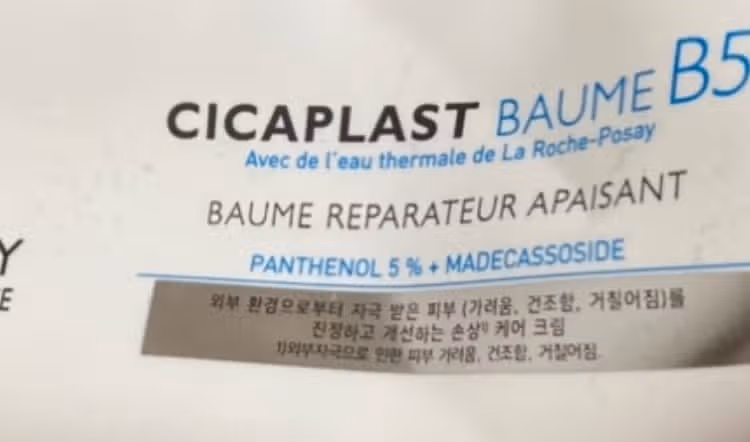 CICAPLAST BAUME B5
Avec de l'eau thermale de La Roche-Posay
BAUME REPARATEUR APAISANT
PANTHENOL 5 % + MADECASSOSIDE
Y
E
외부 환경으로부터 자극 받은 피부 (가려움, 건조함, 거칠어짐)를
진정하고 개선하는 손상¹⁾ 케어 크림
1)외부자극으로 인한 피부 가려움, 건조함, 거칠어짐.